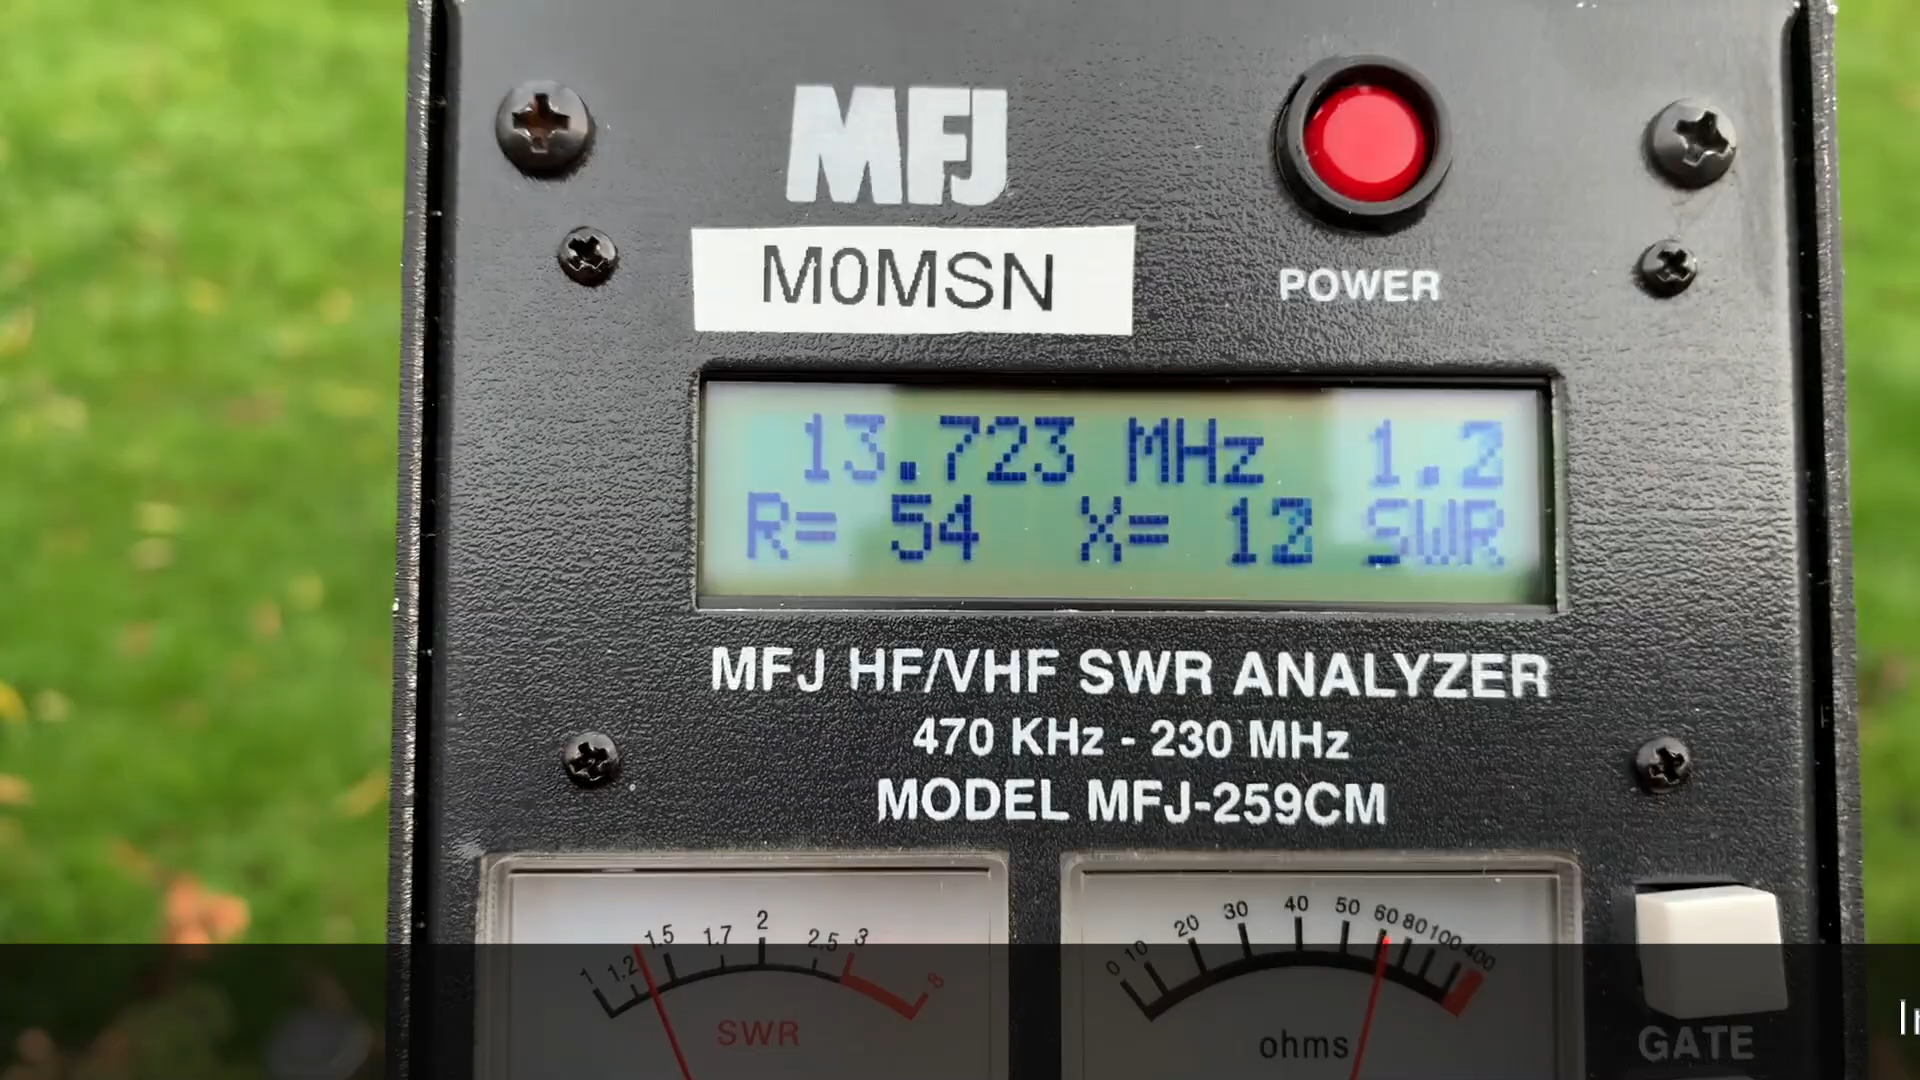 MFJ
M0MSN
POWER
13.723 MHz 1.2
R= 54 X= 12 SWR
MFJ HF/VHF SWR ANALYZER
470 KHz - 230 MHz
MODEL MFJ-259CM
1 1.2 1.5 1.7 2 2.5 3 8
SWR
0 10 20 30 40 50 60 80 100 400
ohms
GATE